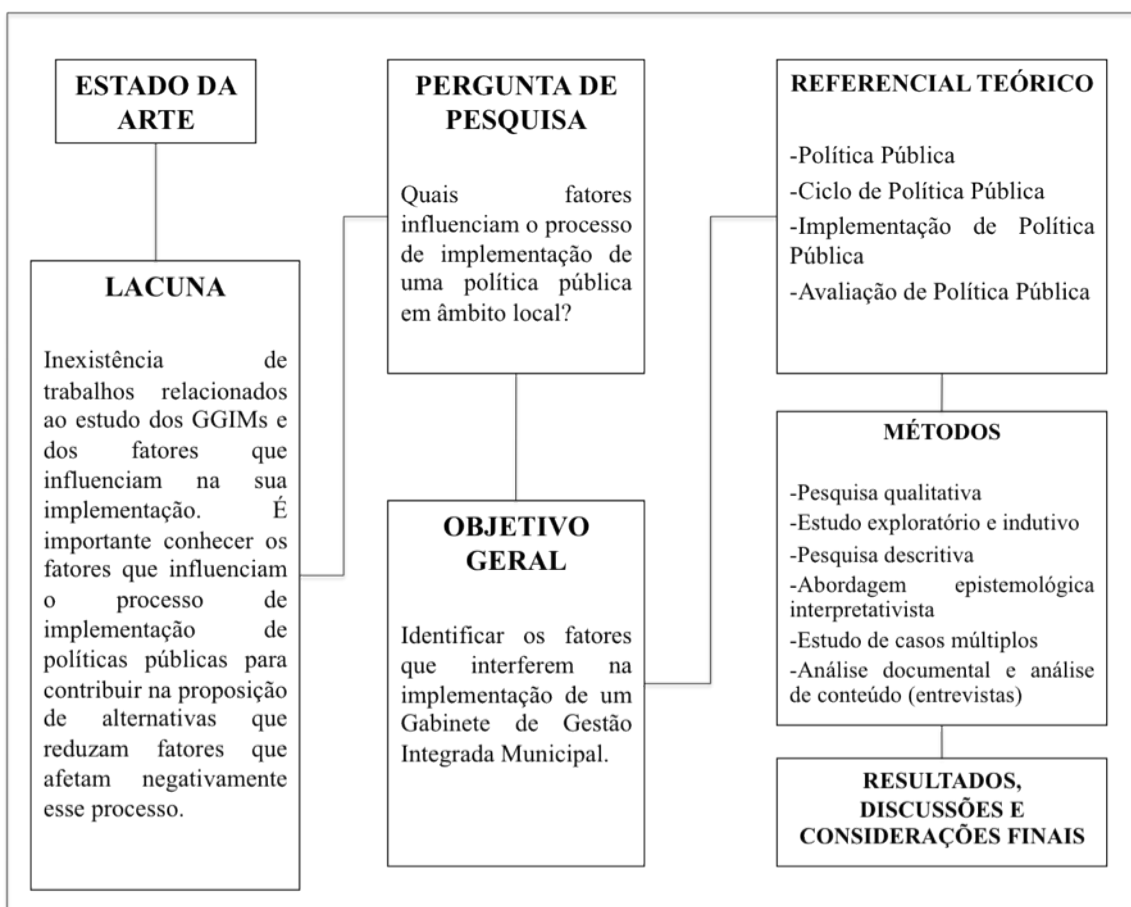 ESTADO DA
ARTE
LACUNA
Inexistência de
trabalhos relacionados
ao estudo dos GGIMs e
dos fatores que
influenciam na sua
implementação. É
importante conhecer os
fatores que influenciam
o processo de
implementação de
políticas públicas para
contribuir na proposição
de alternativas que
reduzam fatores que
afetam negativamente
esse processo.
PERGUNTA DE
PESQUISA
Quais fatores
influenciam o processo
de implementação de
uma política pública
em âmbito local?
OBJETIVO
GERAL
Identificar os fatores
que interferem na
implementação de um
Gabinete de Gestão
Integrada Municipal.
REFERENCIAL TEÓRICO
-Política Pública
-Ciclo de Política Pública
-Implementação de Política
Pública
-Avaliação de Política Pública
MÉTODOS
-Pesquisa qualitativa
-Estudo exploratório e indutivo
-Pesquisa descritiva
-Abordagem epistemológica
interpretativista
-Estudo de casos múltiplos
-Análise documental e análise
de conteúdo (entrevistas)
RESULTADOS,
DISCUSSÕES E
CONSIDERAÇÕES FINAIS